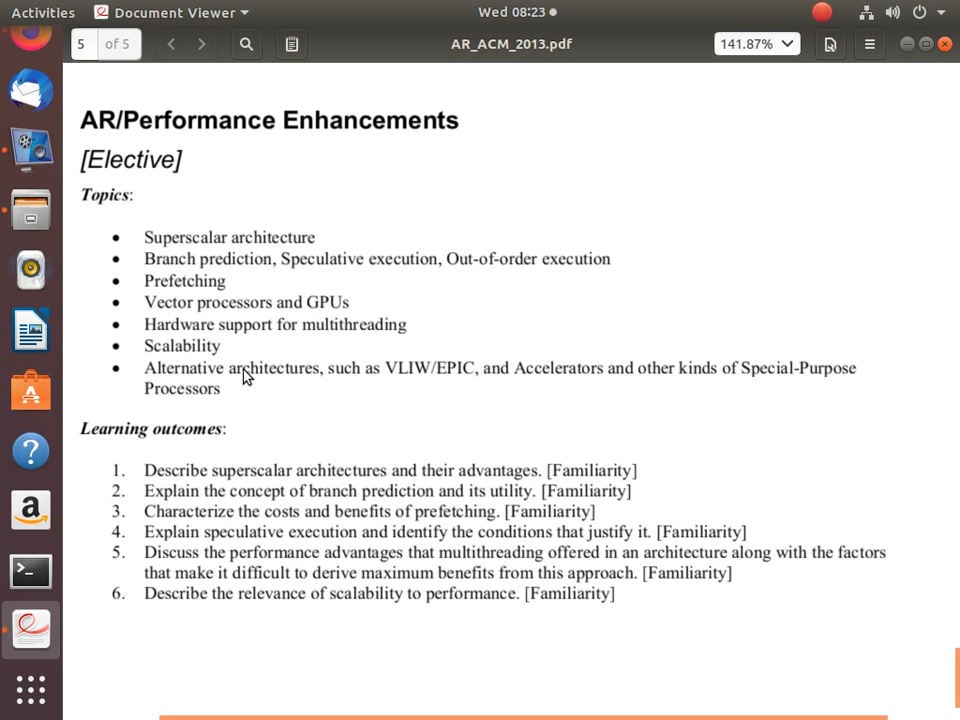 Activities Document Viewer Wed 08:23
5 of 5 AR_ACM_2013.pdf 141.87%
AR/Performance Enhancements
[Elective]
Topics:
• Superscalar architecture
• Branch prediction, Speculative execution, Out-of-order execution
• Prefetching
• Vector processors and GPUs
• Hardware support for multithreading
• Scalability
• Alternative architectures, such as VLIW/EPIC, and Accelerators and other kinds of Special-Purpose
Processors
Learning outcomes:
1. Describe superscalar architectures and their advantages. [Familiarity]
2. Explain the concept of branch prediction and its utility. [Familiarity]
3. Characterize the costs and benefits of prefetching. [Familiarity]
4. Explain speculative execution and identify the conditions that justify it. [Familiarity]
5. Discuss the performance advantages that multithreading offered in an architecture along with the factors
that make it difficult to derive maximum benefits from this approach. [Familiarity]
6. Describe the relevance of scalability to performance. [Familiarity]